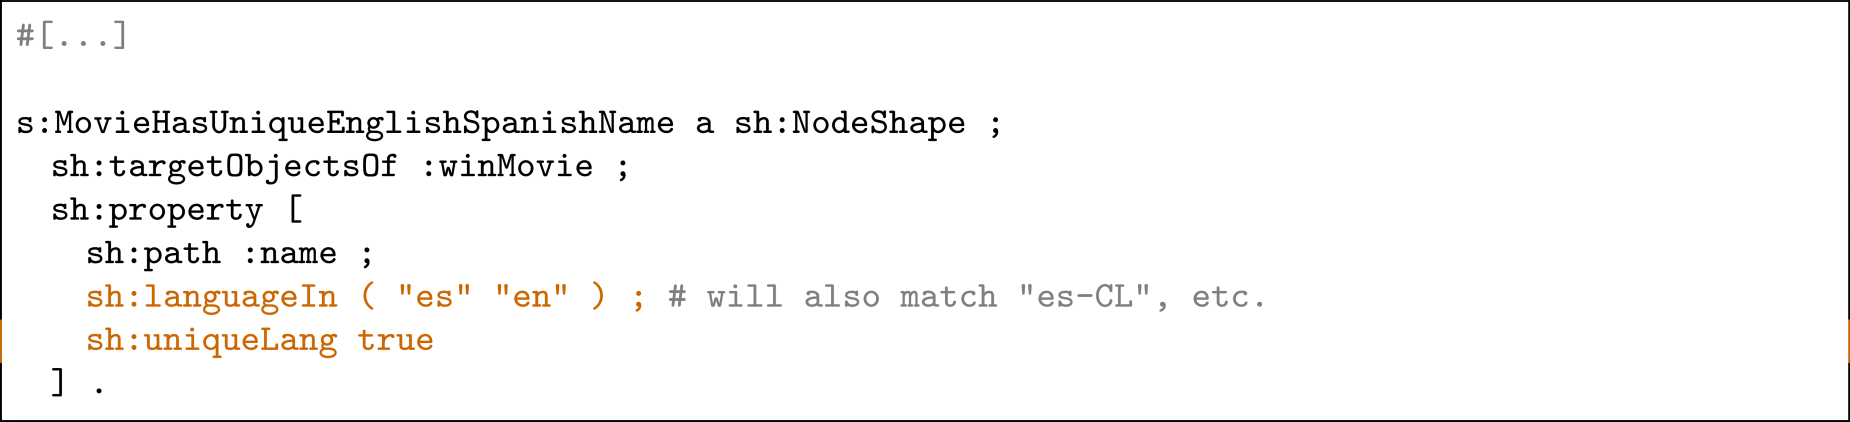 #[...]
s:MovieHasUniqueEnglishSpanishName a sh:NodeShape ;
sh:targetObjectsOf :winMovie ;
sh:property [
sh:path :name ;
sh:languageIn ( "es" "en" ) ; # will also match "es-CL", etc.
sh:uniqueLang true
] .